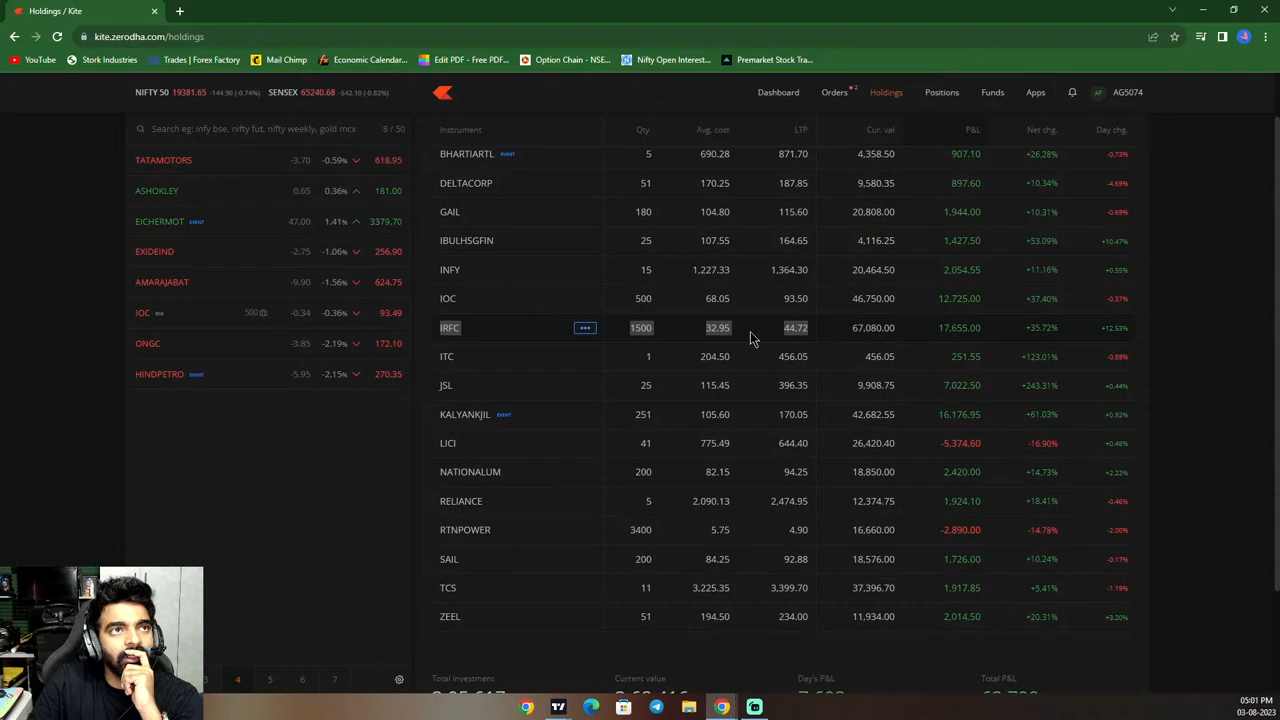 Holdings / Kite
kite.zerodha.com/holdings
YouTube Stork Industries Trades | Forex Factory Mail Chimp Economic Calendar... Edit PDF - Free PDF... Option Chain - NSE... Nifty Open Interest... Premarket Stock Tra...
NIFTY 50 19381.65 -144.90 (-0.74%) SENSEX 65240.68 -542.10 (-0.82%)
Dashboard Orders 2 Holdings Positions Funds Apps AP AG5074
Search eg: infy bse, nifty fut, nifty weekly, gold mcx 8 / 50
TATAMOTORS -3.70 -0.59% 618.95
ASHOKLEY 0.65 0.36% 181.00
EICHERMOT EVENT 47.00 1.41% 3379.70
EXIDEIND -2.75 -1.06% 256.90
AMARAJABAT -9.90 -1.56% 624.75
IOC BSE 500 -0.34 -0.36% 93.49
ONGC -3.85 -2.19% 172.10
HINDPETRO EVENT -5.95 -2.15% 270.35
3 4 5 6 7
Instrument Qty. Avg. cost LTP Cur. val P&L Net chg. Day chg.
BHARTIARTL EVENT 5 690.28 871.70 4,358.50 907.10 +26.28% -0.73%
DELTACORP 51 170.25 187.85 9,580.35 897.60 +10.34% -4.69%
GAIL 180 104.80 115.60 20,808.00 1,944.00 +10.31% -0.69%
IBULHSGFIN 25 107.55 164.65 4,116.25 1,427.50 +53.09% +10.47%
INFY 15 1,227.33 1,364.30 20,464.50 2,054.55 +11.16% +0.55%
IOC 500 68.05 93.50 46,750.00 12,725.00 +37.40% -0.37%
IRFC ••• 1500 32.95 44.72 67,080.00 17,655.00 +35.72% +12.53%
ITC 1 204.50 456.05 456.05 251.55 +123.01% -0.88%
JSL 25 115.45 396.35 9,908.75 7,022.50 +243.31% +0.44%
KALYANKJIL EVENT 251 105.60 170.05 42,682.55 16,176.95 +61.03% +0.92%
LICI 41 775.49 644.40 26,420.40 -5,374.60 -16.90% +0.48%
NATIONALUM 200 82.15 94.25 18,850.00 2,420.00 +14.73% +2.22%
RELIANCE 5 2,090.13 2,474.95 12,374.75 1,924.10 +18.41% -0.46%
RTNPOWER 3400 5.75 4.90 16,660.00 -2,890.00 -14.78% -2.00%
SAIL 200 84.25 92.88 18,576.00 1,726.00 +10.24% -0.17%
TCS 11 3,225.35 3,399.70 37,396.70 1,917.85 +5.41% -1.19%
ZEEL 51 194.50 234.00 11,934.00 2,014.50 +20.31% +3.20%
Total investment Current value Day's P&L Total P&L
05:01 PM
03-08-2023